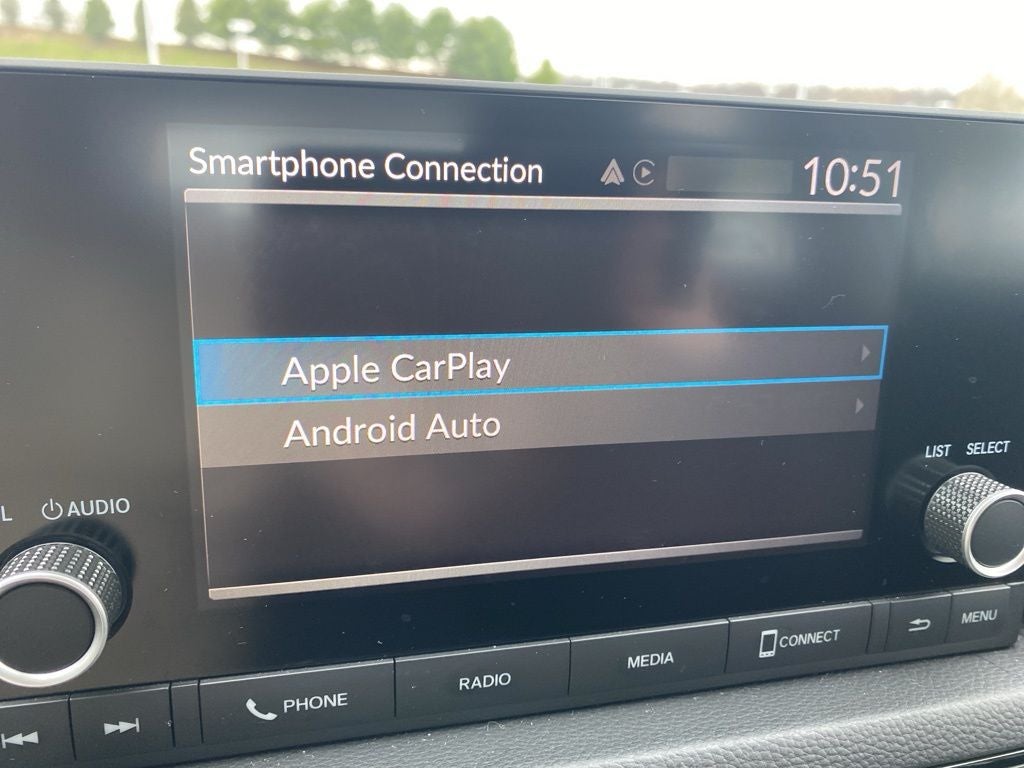 Smartphone Connection
10:51
Apple CarPlay
Android Auto
LIST SELECT
L AUDIO
PHONE
RADIO
MEDIA
CONNECT
MENU